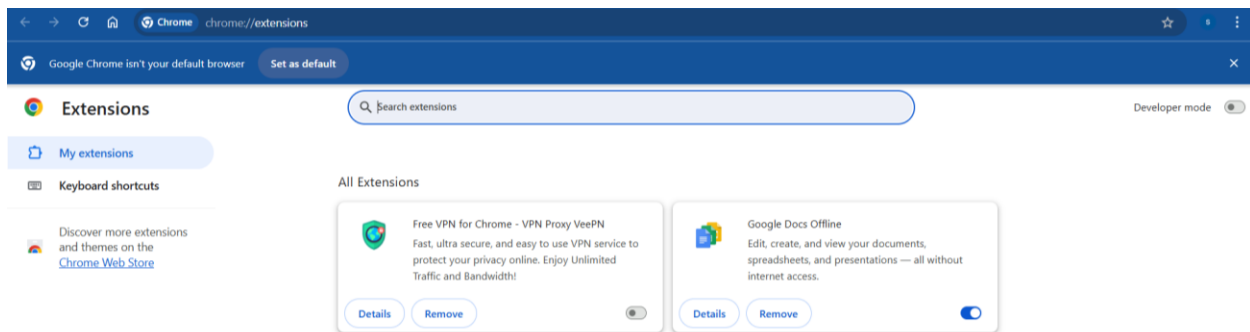 Chrome chrome://extensions
S
Google Chrome isn't your default browser Set as default
Extensions
Search extensions
Developer mode
My extensions
Keyboard shortcuts
Discover more extensions
and themes on the
Chrome Web Store
All Extensions
Free VPN for Chrome - VPN Proxy VeePN
Fast, ultra secure, and easy to use VPN service to
protect your privacy online. Enjoy Unlimited
Traffic and Bandwidth!
Details Remove
Google Docs Offline
Edit, create, and view your documents,
spreadsheets, and presentations — all without
internet access.
Details Remove